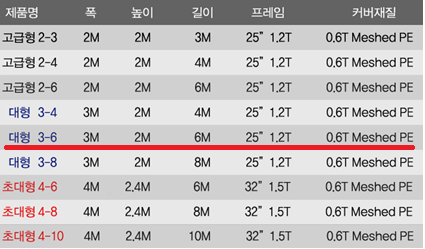 제품명 폭 높이 길이 프레임 커버재질
고급형 2-3 2M 2M 3M 25” 1.2T 0.6T Meshed PE
고급형 2-4 2M 2M 4M 25” 1.2T 0.6T Meshed PE
고급형 2-6 2M 2M 6M 25” 1.2T 0.6T Meshed PE
대형 3-4 3M 2M 4M 25” 1.2T 0.6T Meshed PE
대형 3-6 3M 2M 6M 25” 1.2T 0.6T Meshed PE
대형 3-8 3M 2M 8M 25” 1.2T 0.6T Meshed PE
초대형 4-6 4M 2.4M 6M 32” 1.5T 0.6T Meshed PE
초대형 4-8 4M 2.4M 8M 32” 1.5T 0.6T Meshed PE
초대형 4-10 4M 2.4M 10M 32” 1.5T 0.6T Meshed PE